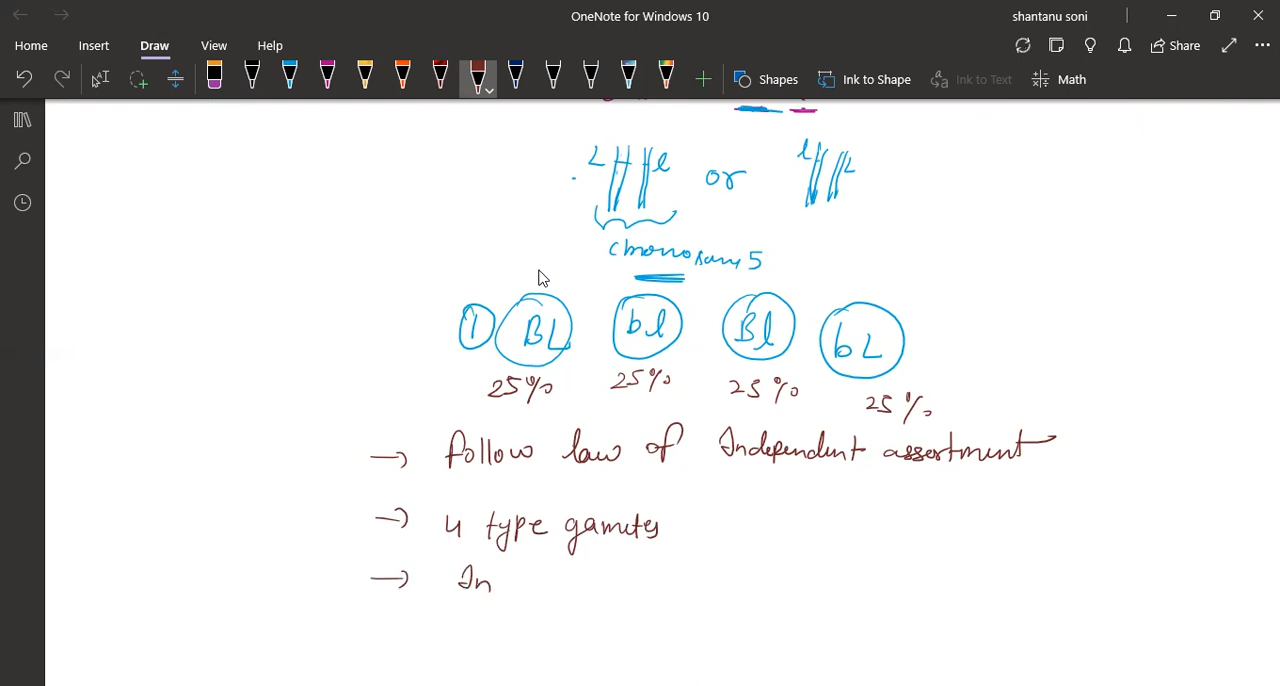 OneNote for Windows 10
shantanu soni
Home Insert Draw View Help
Share
Shapes Ink to Shape Ink to Text Math
L l or l L
chromosome 5
1 BL bl Bl bL
25% 25% 25% 25%
→ follow law of Independent assortment
→ 4 type gametes
→ In